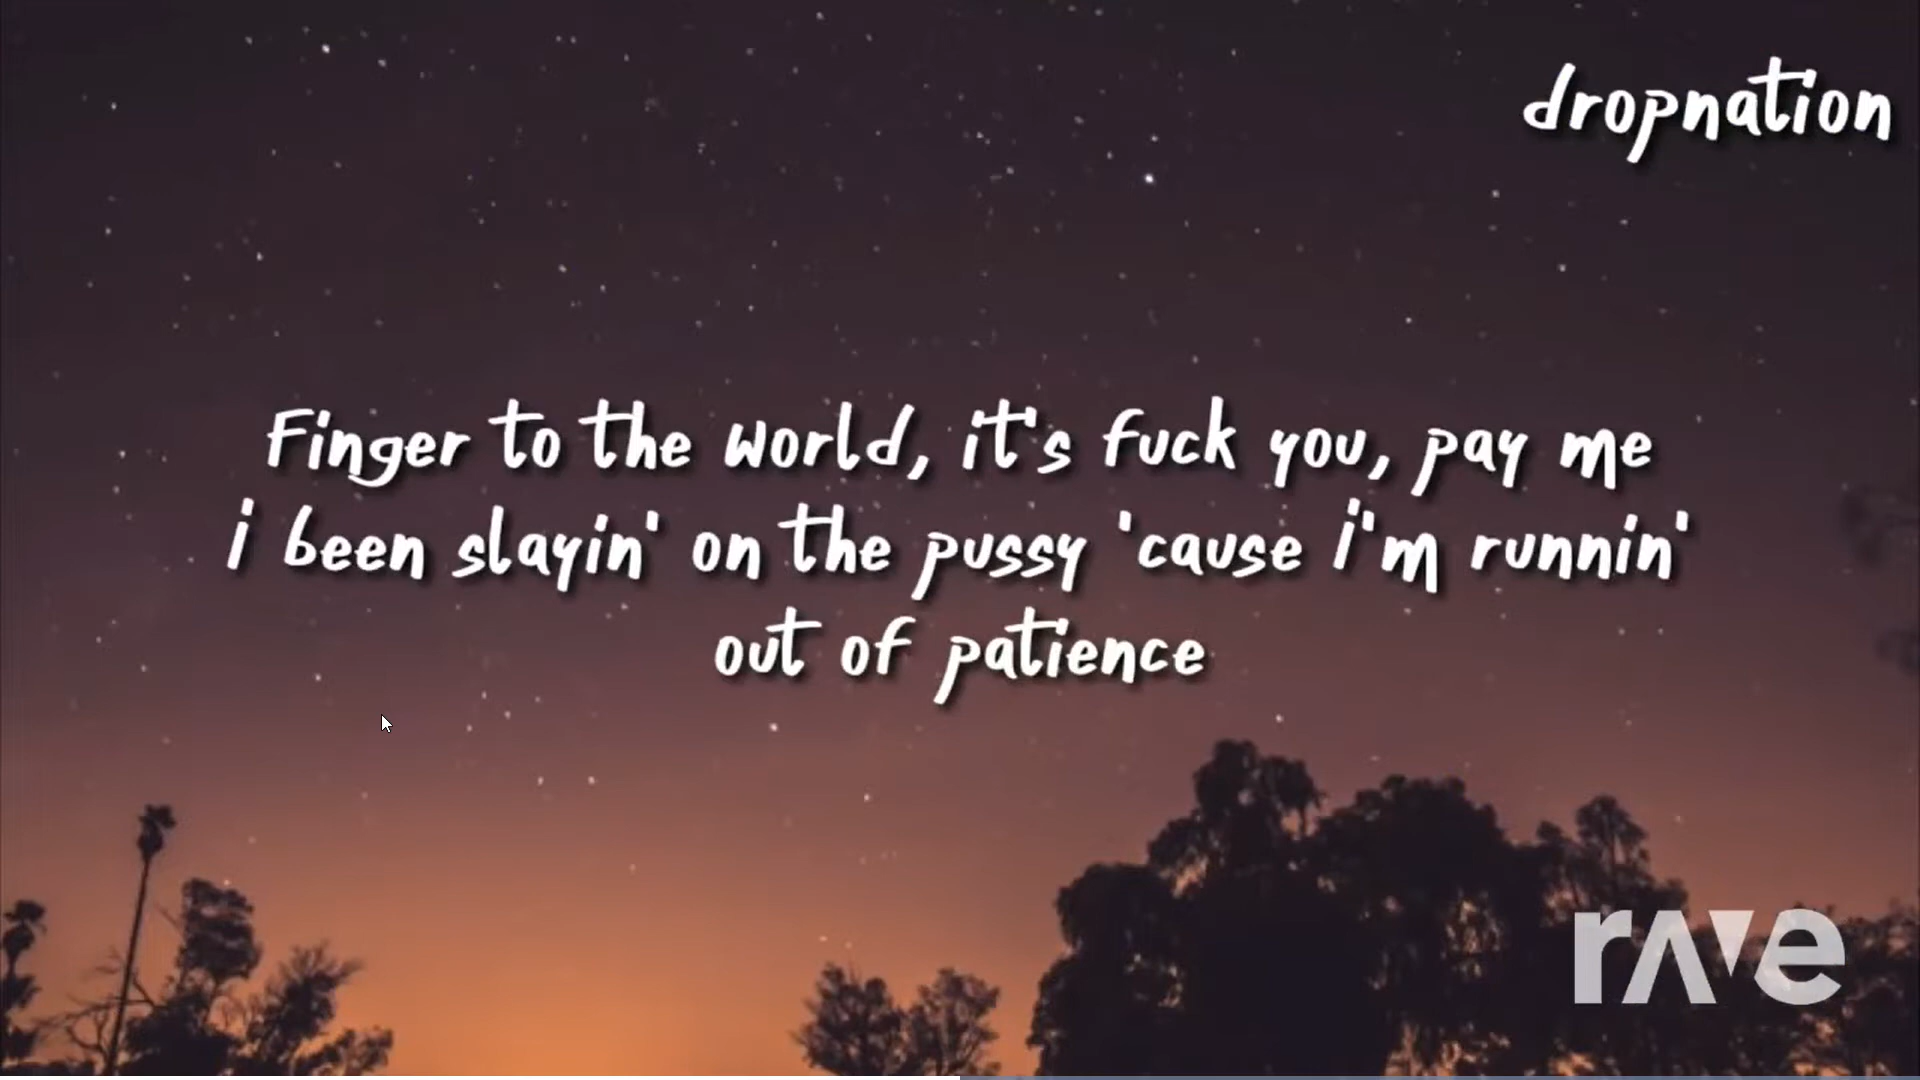 dropnation
Finger to the world, it's fuck you, pay me
i been slayin' on the pussy 'cause i'm runnin'
out of patience
rave